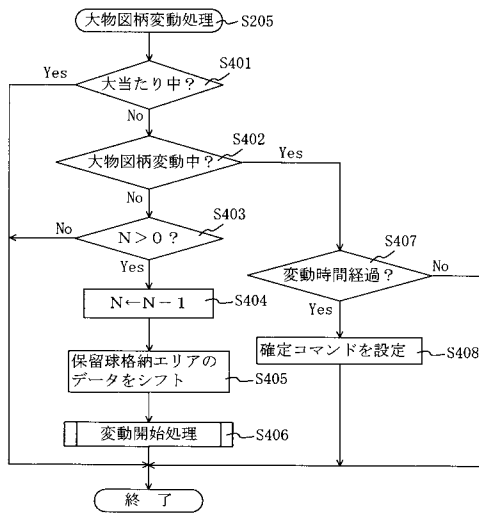 大物図柄変動処理
S205
Yes
S401
大当たり中？
No
S402
大物図柄変動中？
Yes
No
S403
No
N＞0？
S407
No
Yes
変動時間経過？
N←N－1
S404
Yes
確定コマンドを設定
S408
保留球格納エリアの
データをシフト
S405
変動開始処理
S406
終　了